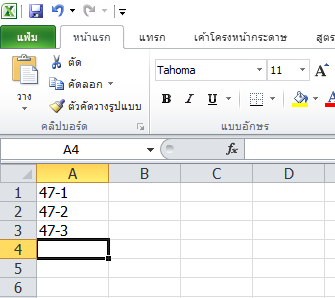 แฟ้ม หน้าแรก แทรก เค้าโครงหน้ากระดาษ สูตร
วาง
ตัด
คัดลอก
ตัวคัดวางรูปแบบ
คลิปบอร์ด
Tahoma 11 A
B I U A
แบบอักษร
A4 fx
A B C D
1 47-1
2 47-2
3 47-3
4
5
6